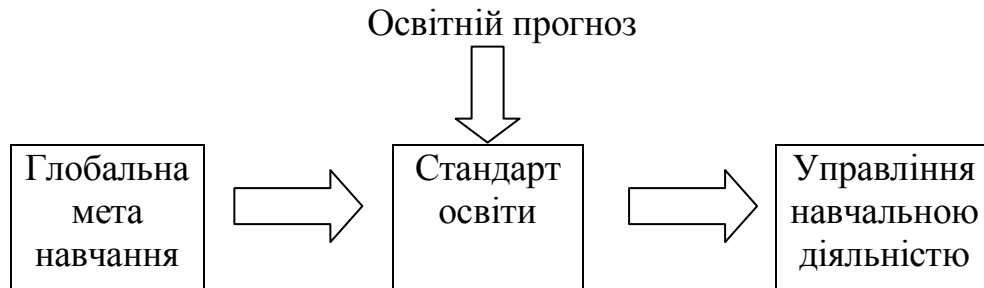 Освітній прогноз
Глобальна
мета
навчання
Стандарт
освіти
Управління
навчальною
діяльністю